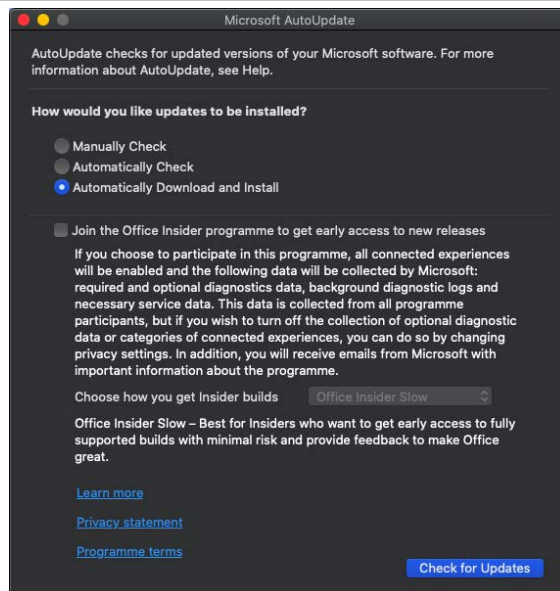 Microsoft AutoUpdate
AutoUpdate checks for updated versions of your Microsoft software. For more
information about AutoUpdate, see Help.
How would you like updates to be installed?
Manually Check
Automatically Check
Automatically Download and Install
Join the Office Insider programme to get early access to new releases
If you choose to participate in this programme, all connected experiences
will be enabled and the following data will be collected by Microsoft:
required and optional diagnostics data, background diagnostic logs and
necessary service data. This data is collected from all programme
participants, but if you wish to turn off the collection of optional diagnostic
data or categories of connected experiences, you can do so by changing
privacy settings. In addition, you will receive emails from Microsoft with
important information about the programme.
Choose how you get Insider builds Office Insider Slow
Office Insider Slow – Best for Insiders who want to get early access to fully
supported builds with minimal risk and provide feedback to make Office
great.
Learn more
Privacy statement
Programme terms
Check for Updates